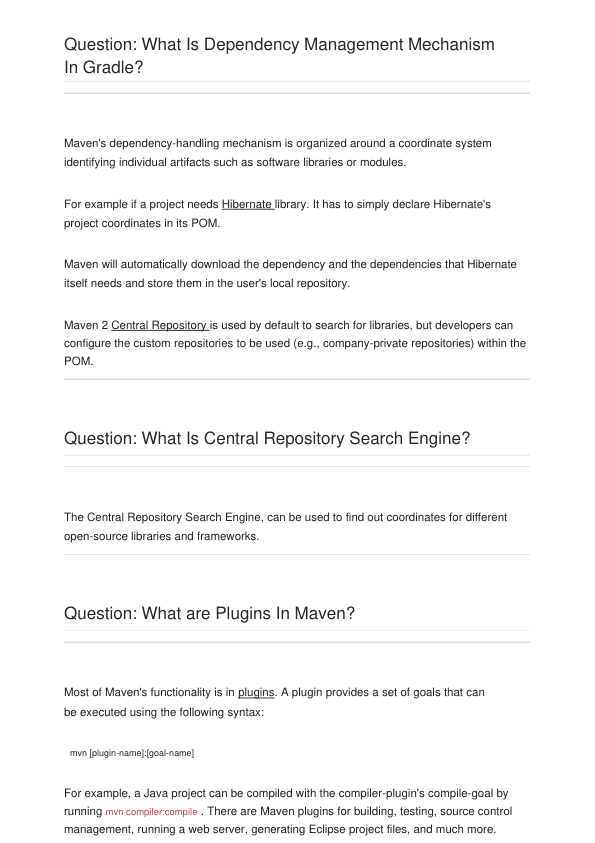 Question: What Is Dependency Management Mechanism
In Gradle?
Maven's dependency-handling mechanism is organized around a coordinate system
identifying individual artifacts such as software libraries or modules.
For example if a project needs Hibernate library. It has to simply declare Hibernate's
project coordinates in its POM.
Maven will automatically download the dependency and the dependencies that Hibernate
itself needs and store them in the user's local repository.
Maven 2 Central Repository is used by default to search for libraries, but developers can
configure the custom repositories to be used (e.g., company-private repositories) within the
POM.
Question: What Is Central Repository Search Engine?
The Central Repository Search Engine, can be used to find out coordinates for different
open-source libraries and frameworks.
Question: What are Plugins In Maven?
Most of Maven's functionality is in plugins. A plugin provides a set of goals that can
be executed using the following syntax:
mvn [plugin-name]:[goal-name]
For example, a Java project can be compiled with the compiler-plugin's compile-goal by
running mvn compiler:compile . There are Maven plugins for building, testing, source control
management, running a web server, generating Eclipse project files, and much more.